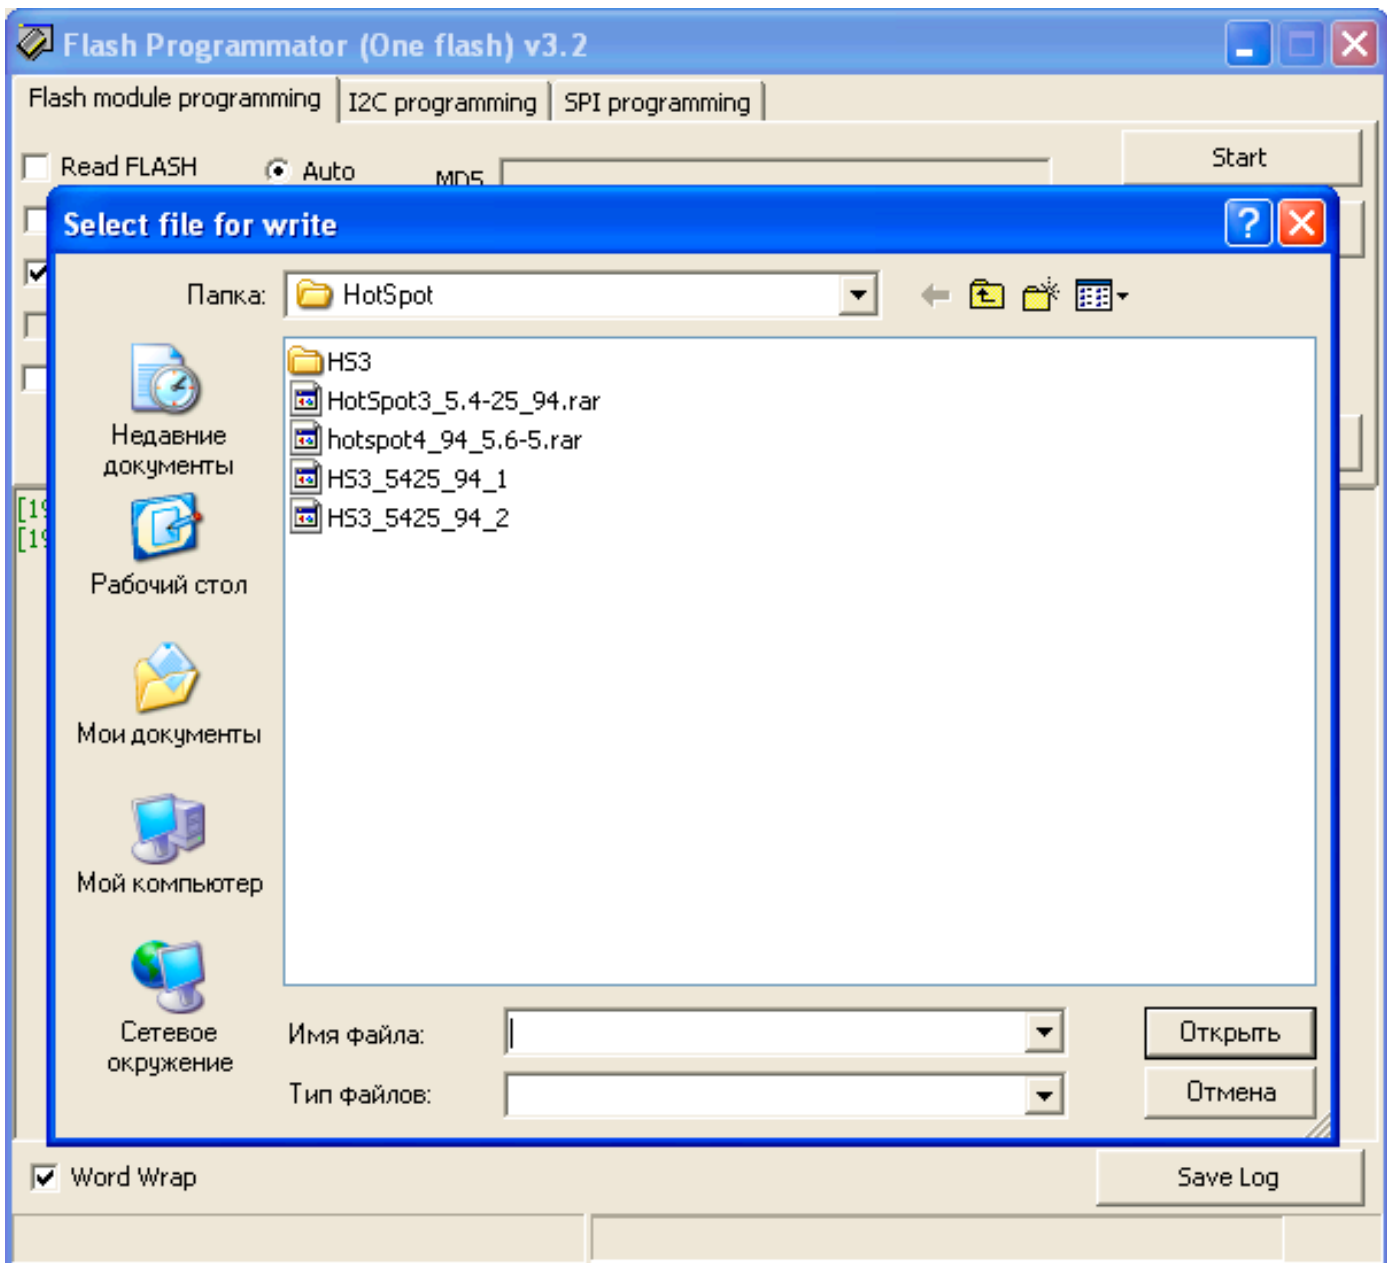 Flash Programmator (One flash) v3.2
Flash module programming
I2C programming
SPI programming
Read FLASH
Auto
MD5
Start
Select file for write
Папка:
HotSpot
HS3
HotSpot3_5.4-25_94.rar
hotspot4_94_5.6-5.rar
HS3_5425_94_1
HS3_5425_94_2
Недавние
документы
Рабочий стол
Мои документы
Мой компьютер
Сетевое
окружение
Имя файла:
Открыть
Тип файлов:
Отмена
Word Wrap
Save Log